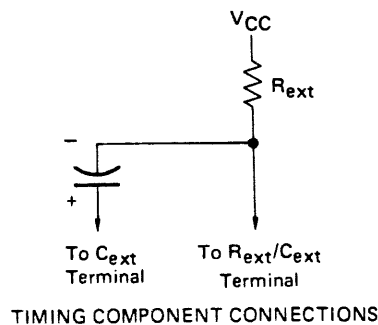 VCC
Rext
−
+
To Cext
Terminal
To Rext/Cext
Terminal
TIMING COMPONENT CONNECTIONS